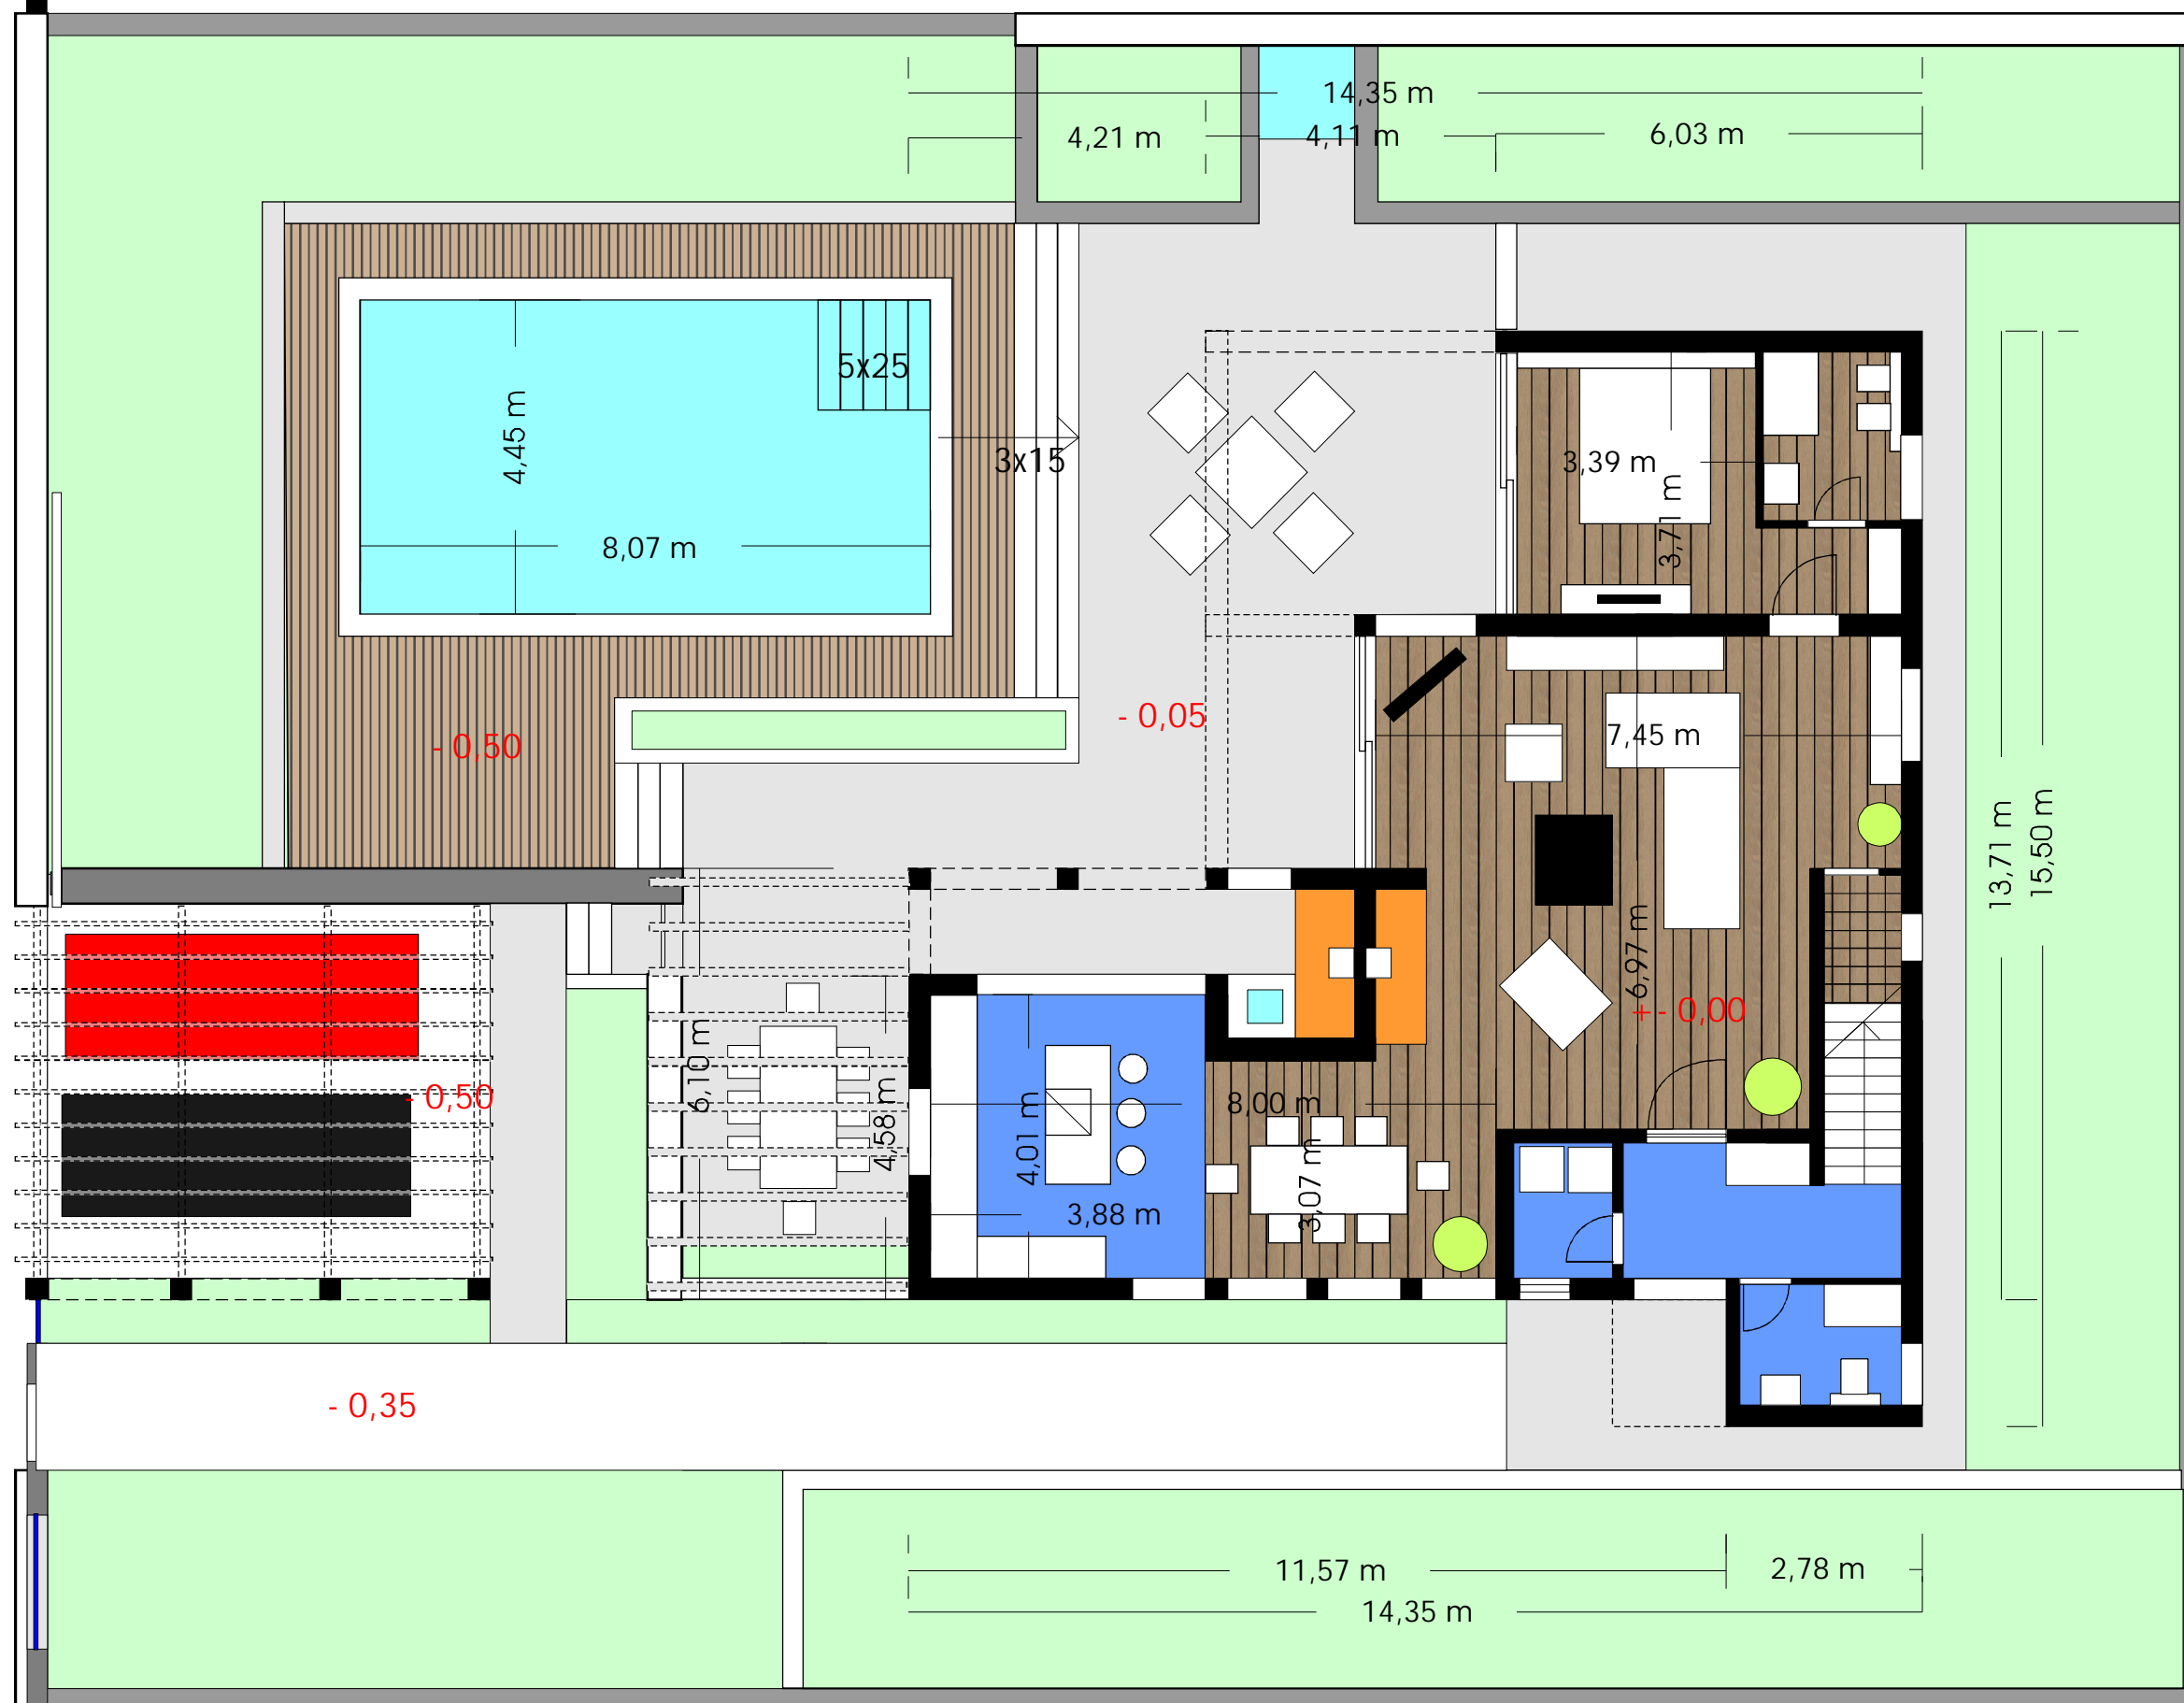 14,35 m
4,21 m
4,11 m
6,03 m
5x25
4,45 m
3x15
3,39 m
3,71 m
8,07 m
- 0,05
7,45 m
- 0,50
13,71 m
15,50 m
6,97 m
+- 0,00
- 0,50
6,10 m
4,58 m
4,01 m
8,00 m
3,07 m
3,88 m
- 0,35
11,57 m
2,78 m
14,35 m